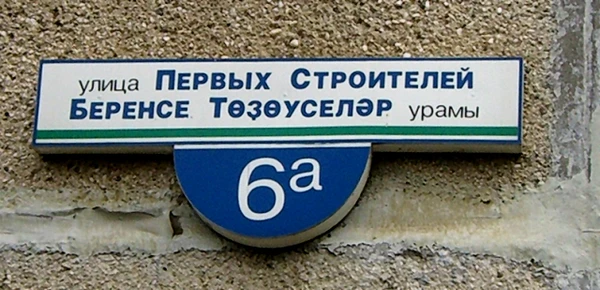 улица Первых Строителей
Беренсе Төҙөүселәр урамы
6а